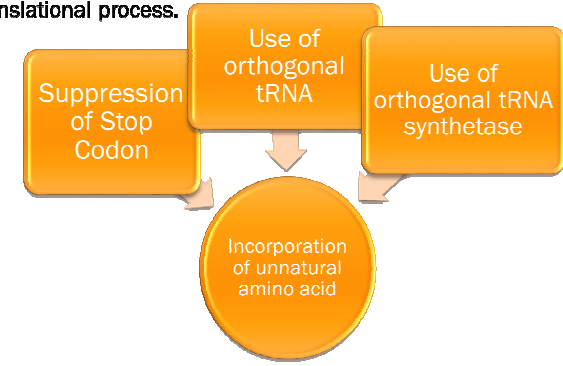 translational process.
Suppression
of Stop
Codon
Use of
orthogonal
tRNA
Use of
orthogonal tRNA
synthetase
Incorporation
of unnatural
amino acid